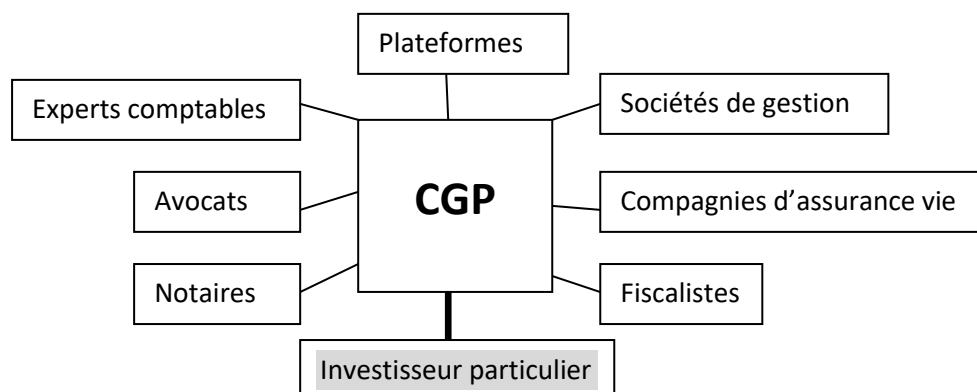 Plateformes
Experts comptables
Sociétés de gestion
CGP
Avocats
Compagnies d’assurance vie
Notaires
Fiscalistes
Investisseur particulier